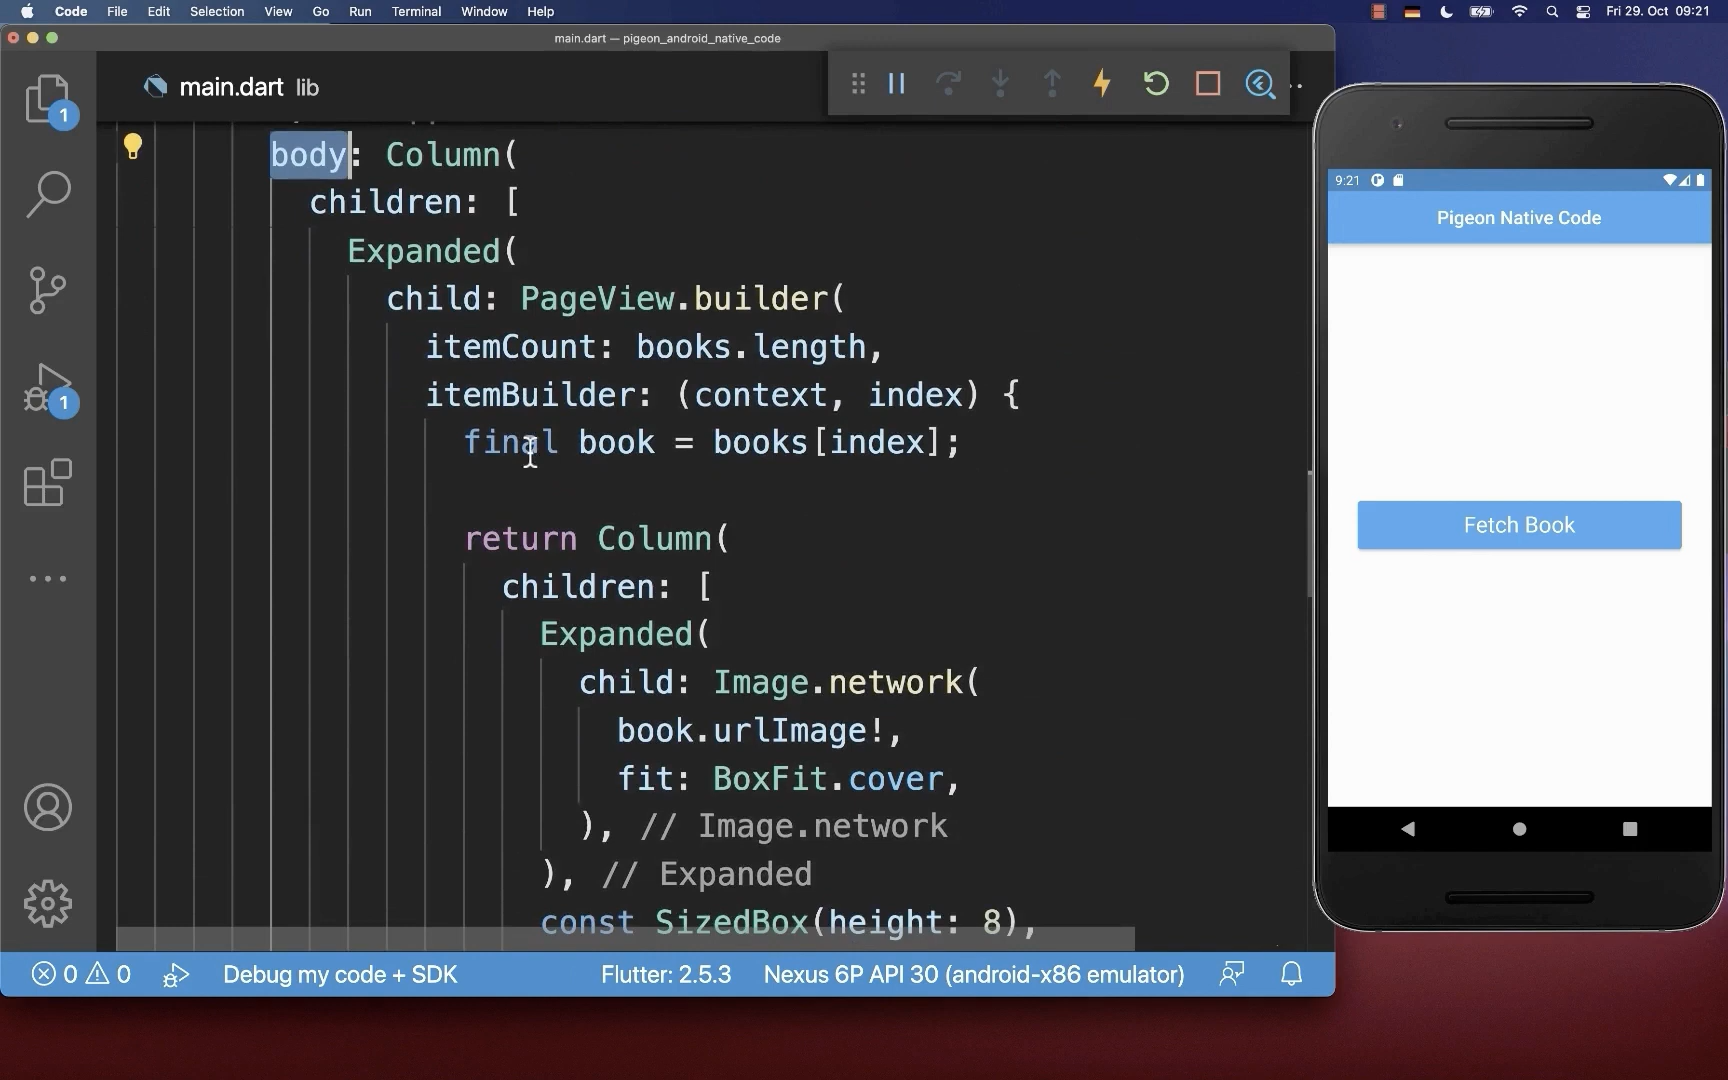 Code File Edit Selection View Go Run Terminal Window Help
Fri 29. Oct 09:21
main.dart — pigeon_android_native_code
main.dart lib
1
1
body: Column(
children: [
Expanded(
child: PageView.builder(
itemCount: books.length,
itemBuilder: (context, index) {
final book = books[index];
return Column(
children: [
Expanded(
child: Image.network(
book.urlImage!,
fit: BoxFit.cover,
), // Image.network
), // Expanded
const SizedBox(height: 8),
0 0 Debug my code + SDK Flutter: 2.5.3 Nexus 6P API 30 (android-x86 emulator)
9:21
Pigeon Native Code
Fetch Book